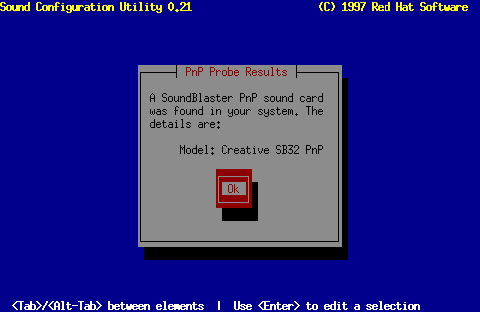 Sound Configuration Utility 0.21 (C) 1997 Red Hat Software
PnP Probe Results
A SoundBlaster PnP sound card
was found in your system. The
details are:
Model: Creative SB32 PnP
Ok
<Tab>/<Alt-Tab> between elements | Use <Enter> to edit a selection